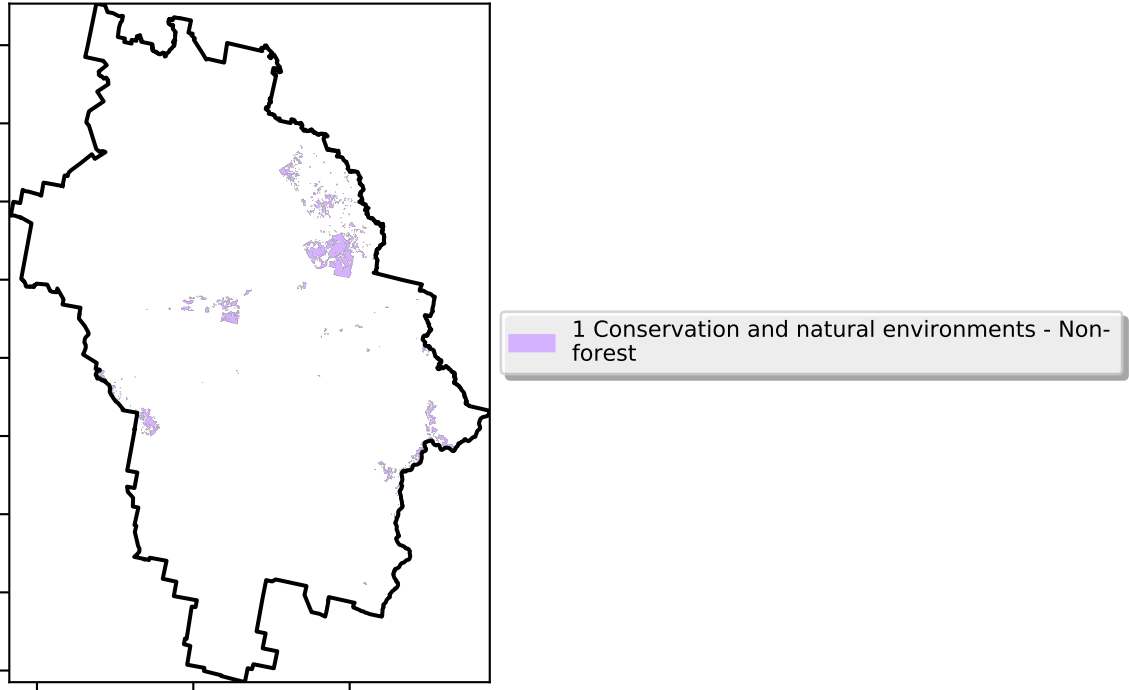 1 Conservation and natural environments - Non-
forest